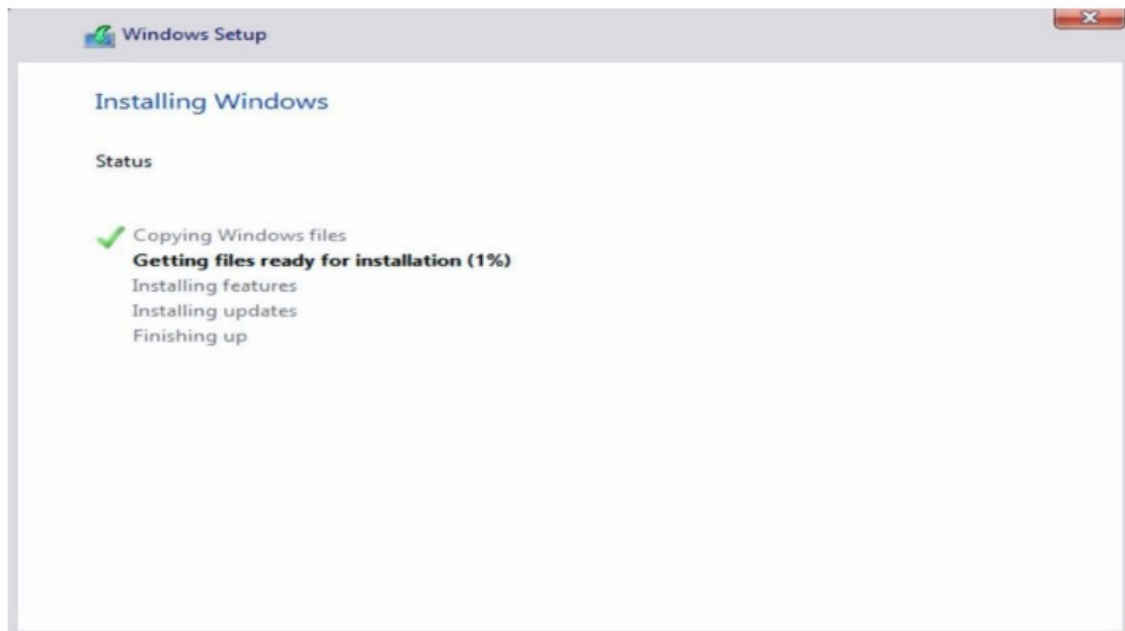 Windows Setup
Installing Windows
Status
Copying Windows files
Getting files ready for installation (1%)
Installing features
Installing updates
Finishing up